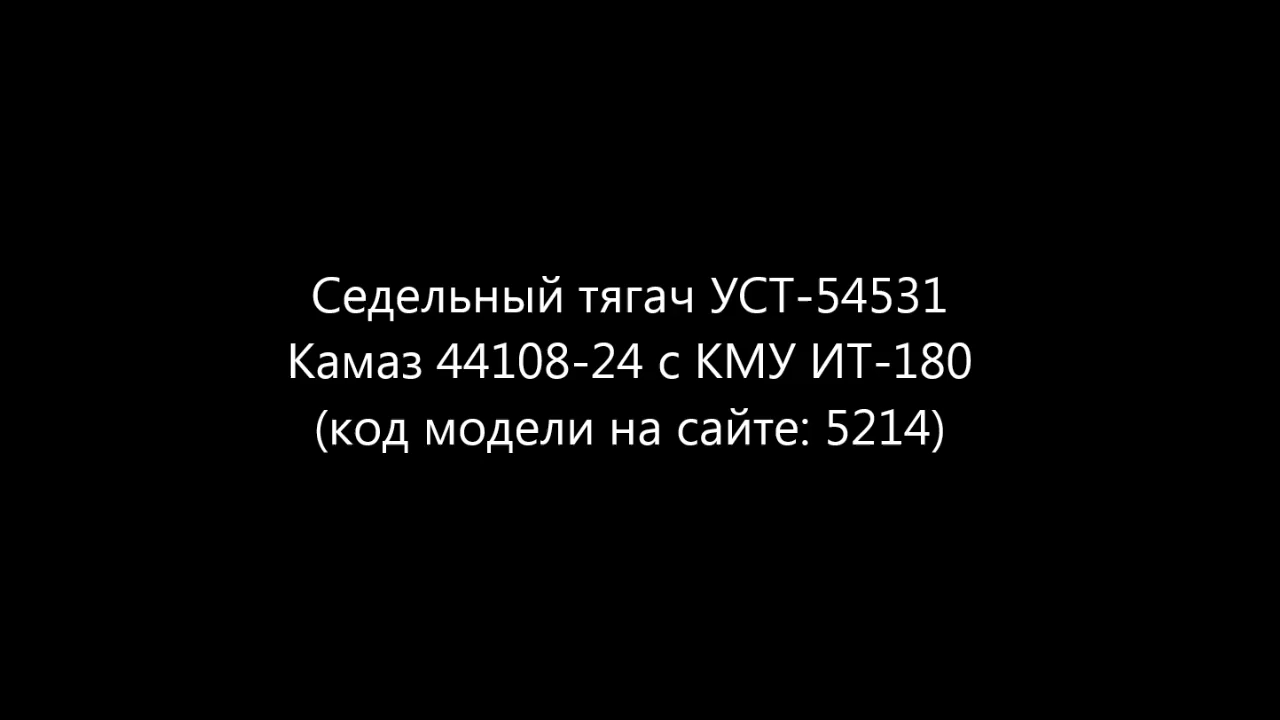 Седельный тягач УСТ-54531
Камаз 44108-24 с КМУ ИТ-180
(код модели на сайте: 5214)